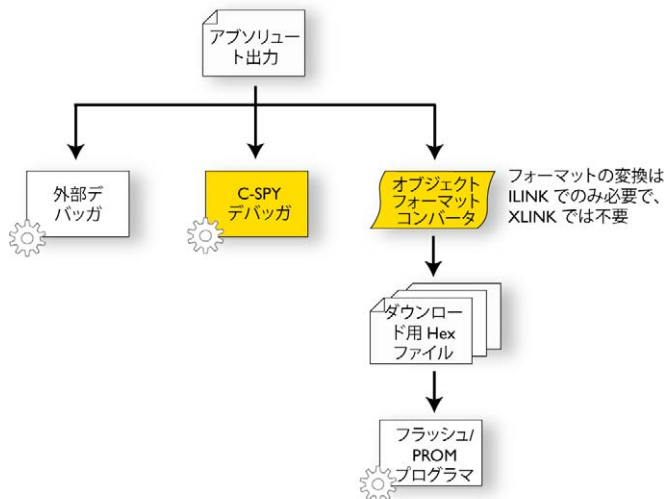 アブソリュー
ト出力
外部デ
バッガ
C-SPY
デバッガ
オブジェクト
フォーマット
コンバータ
フォーマットの変換は
ILINK でのみ必要で、
XLINK では不要
ダウンロー
ド用 Hex
ファイル
フラッシュ/
PROM
プログラマ